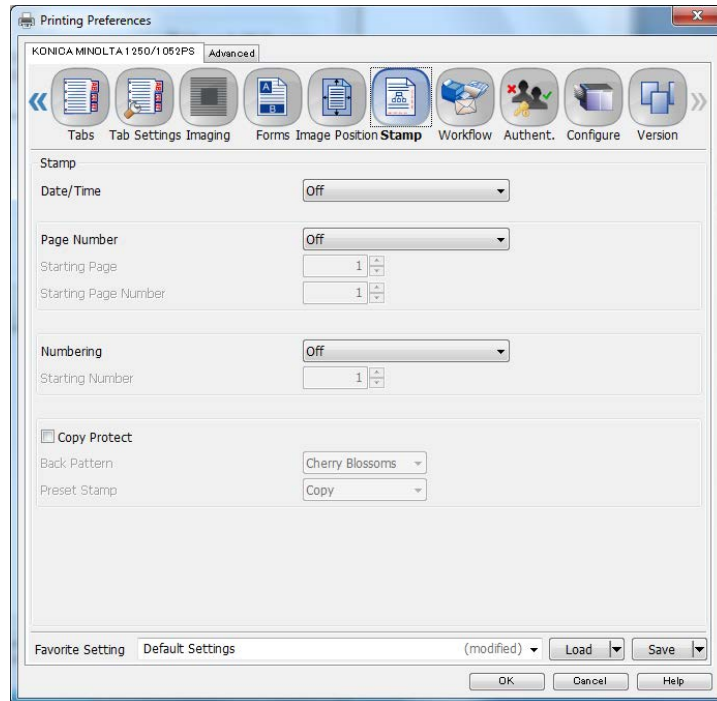 Printing Preferences
KONICA MINOLTA 1250/1052PS Advanced
Tabs Tab Settings Imaging Forms Image Position Stamp Workflow Authent. Configure Version
Stamp
Date/Time Off
Page Number Off
Starting Page 1
Starting Page Number 1
Numbering Off
Starting Number 1
Copy Protect
Back Pattern Cherry Blossoms
Preset Stamp Copy
Favorite Setting Default Settings (modified) Load Save
OK Cancel Help